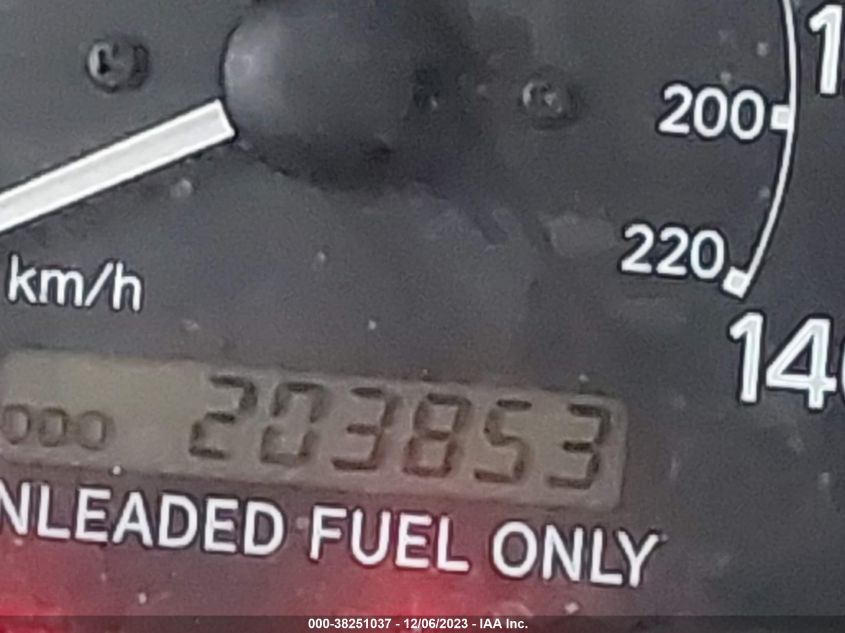 200
220
km/h
000 203853
NLEADED FUEL ONLY
000-38251037 - 12/06/2023 - IAA Inc.